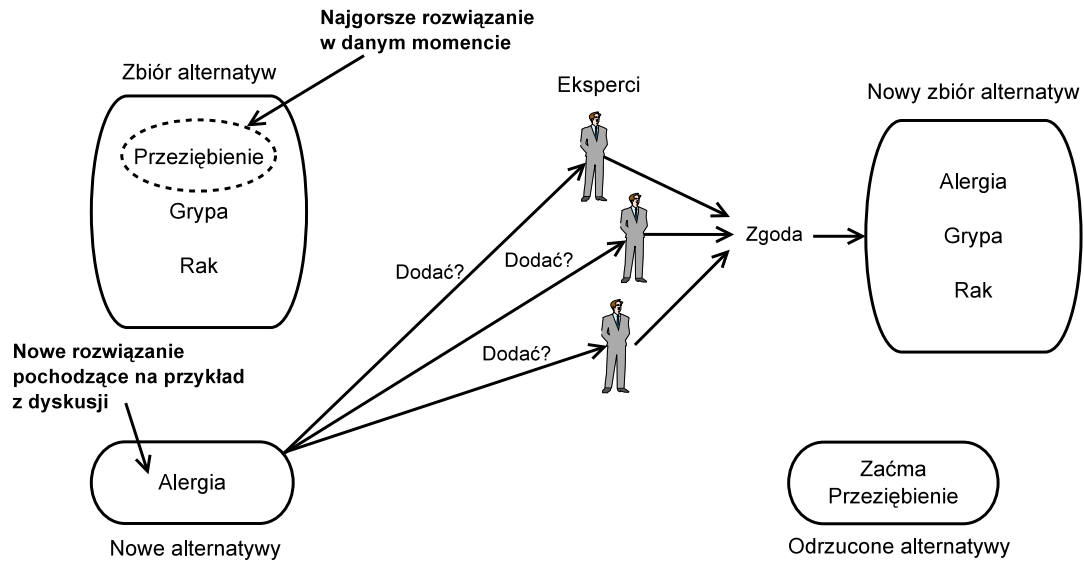 Najgorsze rozwiązanie
w danym momencie
Zbiór alternatyw
Przeziębienie
Grypa
Rak
Nowe rozwiązanie
pochodzące na przykład
z dyskusji
Alergia
Nowe alternatywy
Dodać?
Dodać?
Dodać?
Eksperci
Zgoda
Nowy zbiór alternatyw
Alergia
Grypa
Rak
Zaćma
Przeziębienie
Odrzucone alternatywy